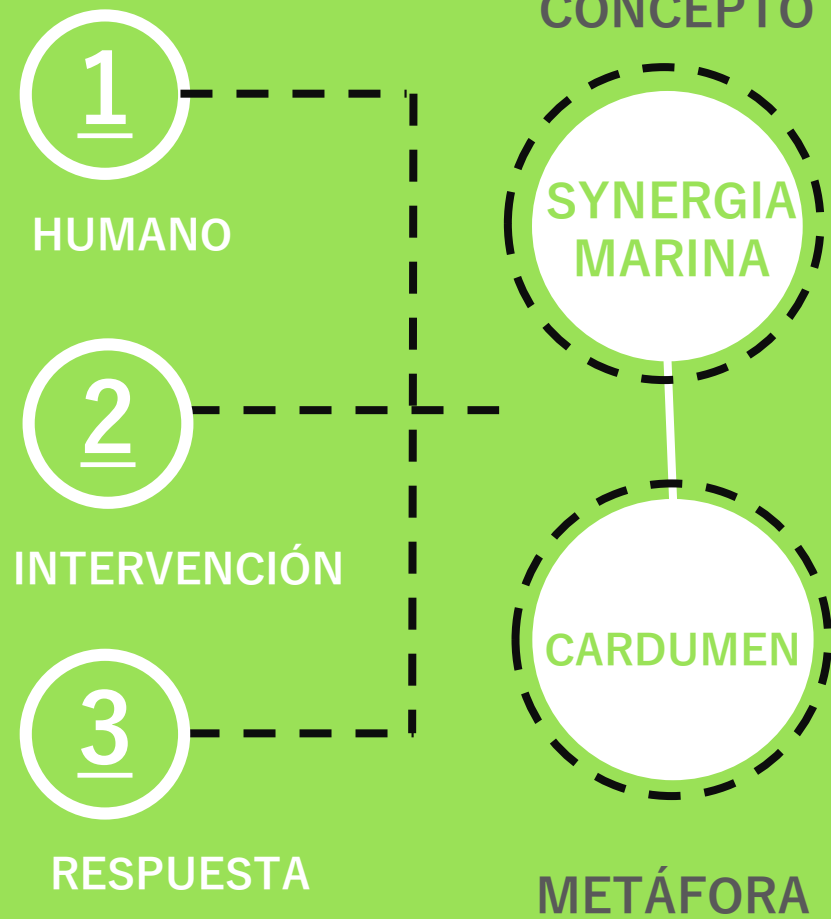 1
HUMANO
2
INTERVENCIÓN
3
RESPUESTA
CONCEPTO
SYNERGIA
MARINA
CARDUMEN
METÁFORA